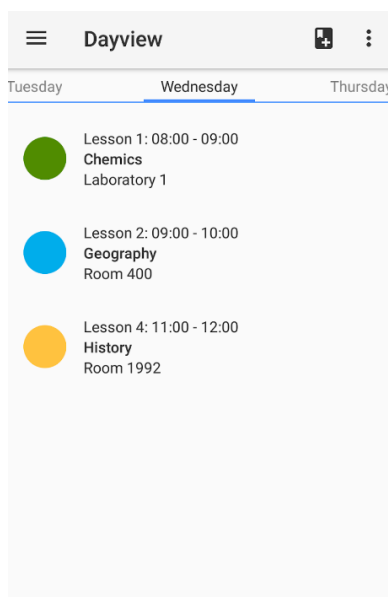 Dayview
Tuesday Wednesday Thursday
Lesson 1: 08:00 - 09:00
Chemics
Laboratory 1
Lesson 2: 09:00 - 10:00
Geography
Room 400
Lesson 4: 11:00 - 12:00
History
Room 1992